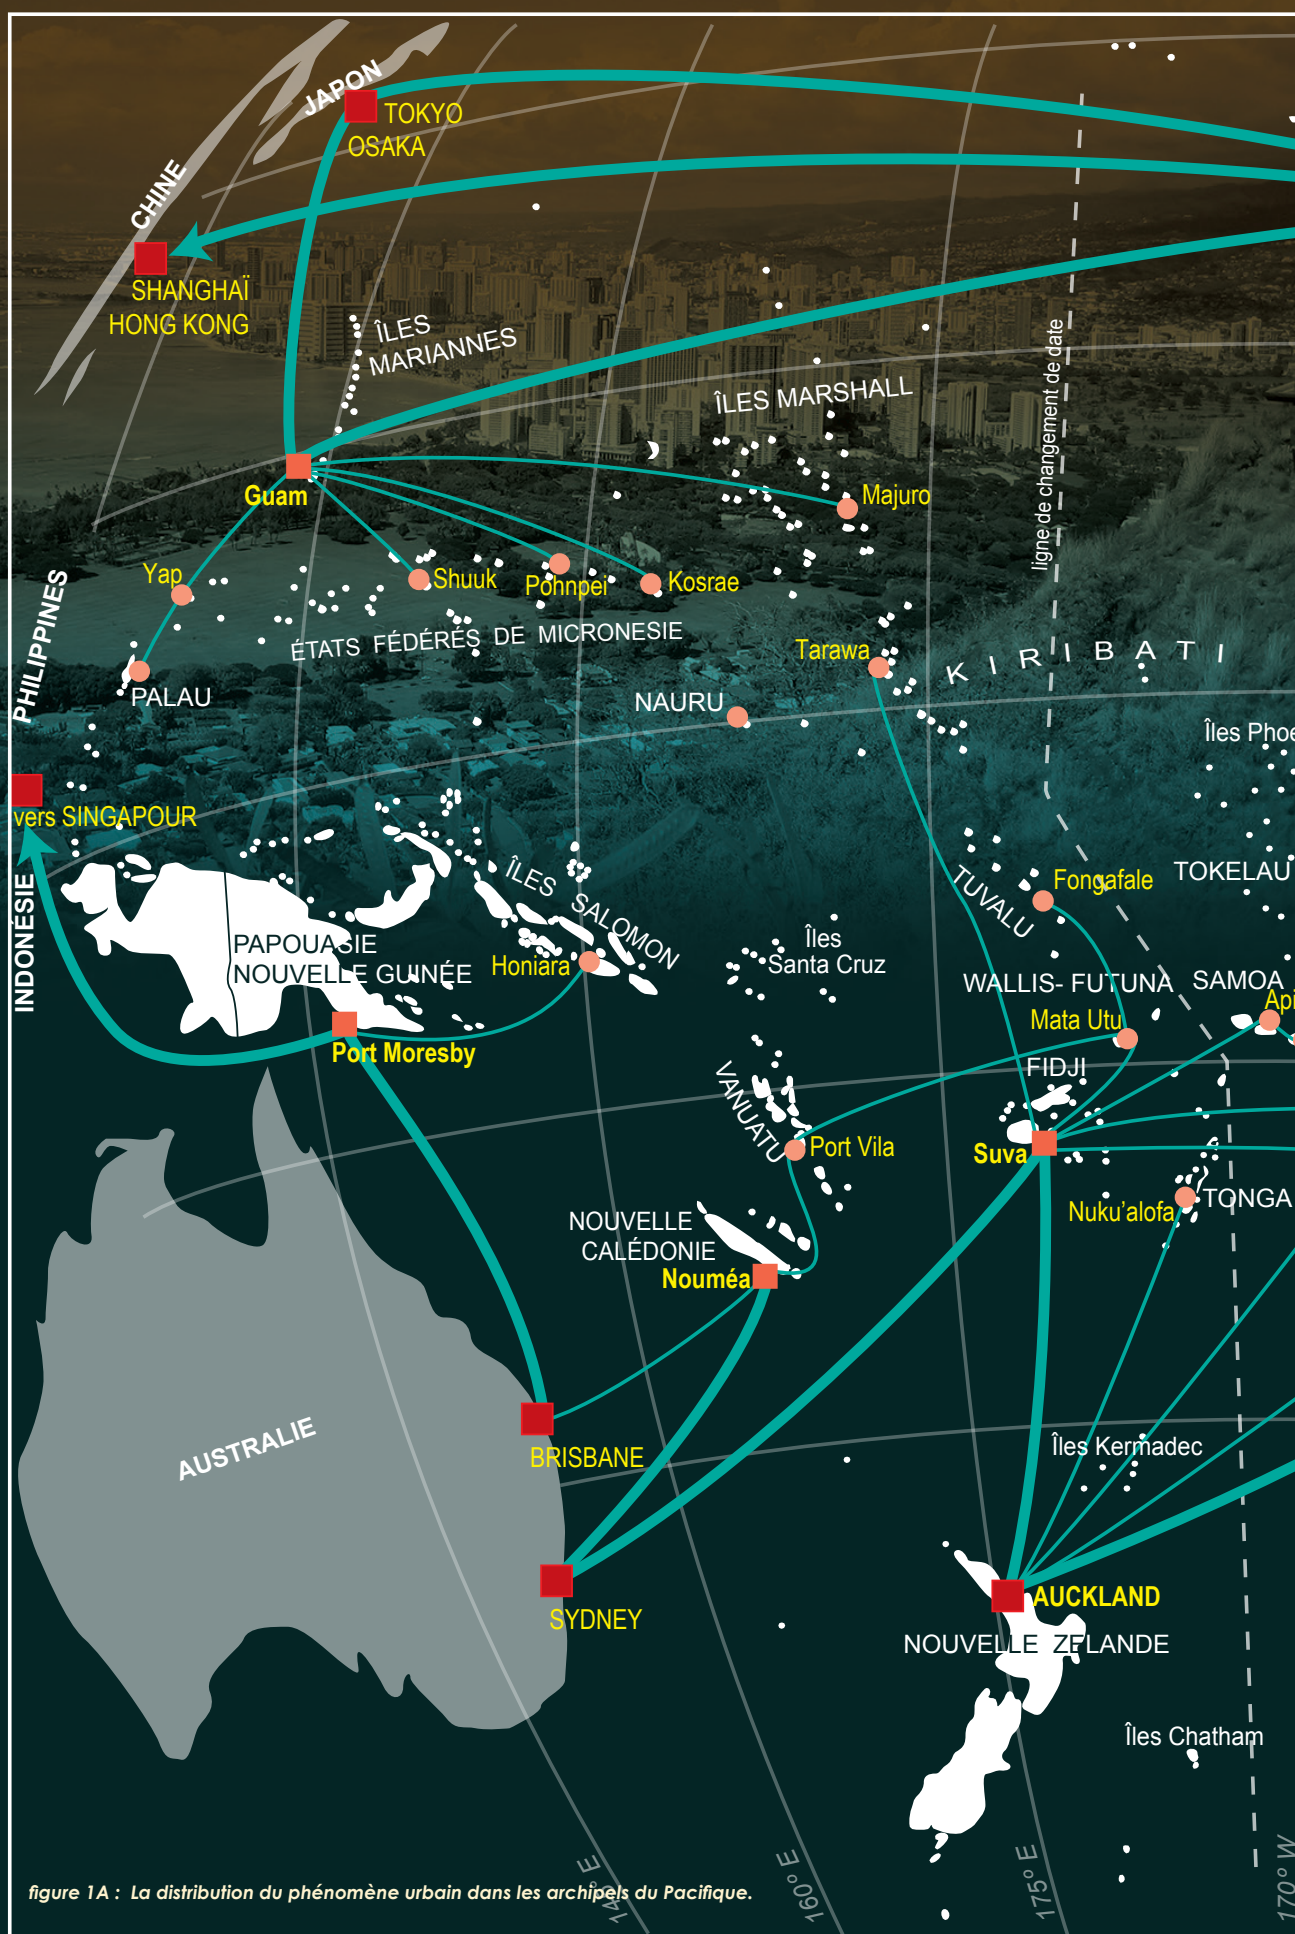 JAPON
TOKYO
OSAKA
CHINE
SHANGHAÏ
HONG KONG
ÎLES
MARIANNES
ÎLES MARSHALL
ligne de changement de date
Guam
Majuro
Yap
Shuuk
Pohnpei
Kosrae
PHILIPPINES
ÉTATS FÉDÉRÉS DE MICRONESIE
Tarawa
KIRIBATI
PALAU
NAURU
Îles Phoe
vers SINGAPOUR
INDONÉSIE
ÎLES SALOMON
TUVALU
Fongafale
TOKELAU
PAPOUASIE
NOUVELLE GUINÉE
Honiara
Îles
Santa Cruz
WALLIS- FUTUNA
SAMOA
Api
Mata Utu
Port Moresby
FIDJI
VANUATU
Port Vila
Suva
Nuku'alofa
TONGA
NOUVELLE
CALÉDONIE
Nouméa
AUSTRALIE
BRISBANE
Îles Kermadec
SYDNEY
AUCKLAND
NOUVELLE ZELANDE
Îles Chatham
160° E
175° E
170° W
figure 1A : La distribution du phénomène urbain dans les archipels du Pacifique.